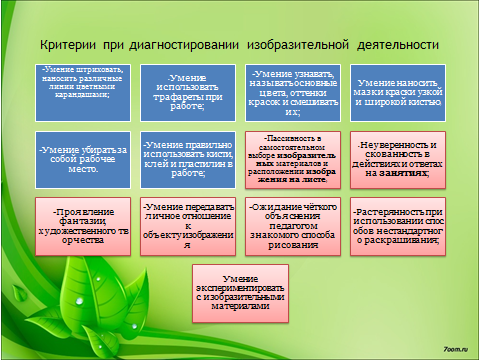 Критерии при диагностировании изобразительной деятельности
-Умение штриховать,
наносить различные
линии цветными
карандашами;
-Умение
использовать
трафареты при
работе;
-Умение узнавать,
называть основные
цвета, оттенки
красок и смешивать
их;
Умение наносить
мазки краски узкой
и широкой кистью.
-Умение убирать за
собой рабочее
место.
-Умение правильно
использовать кисти,
клей и пластилин в
работе;
-Пассивность в
самостоятельном
выборе изобразитель
ных материалов и
расположении изобра
жения на листе,
-Неуверенность и
скованность в
действиях и ответах
на занятиях;
-Проявление
фантазии,
художественного тв
орчества
-Умение передавать
личное отношение
к
объекту изображени
я
-Ожидание чёткого
объяснения
педагогом
знакомого способа
рисования
-Растерянность при
использовании спос
обов нестандартног
о раскрашивания;
Умение
экспериментировать
с изобразительными
материалами
7oom.ru